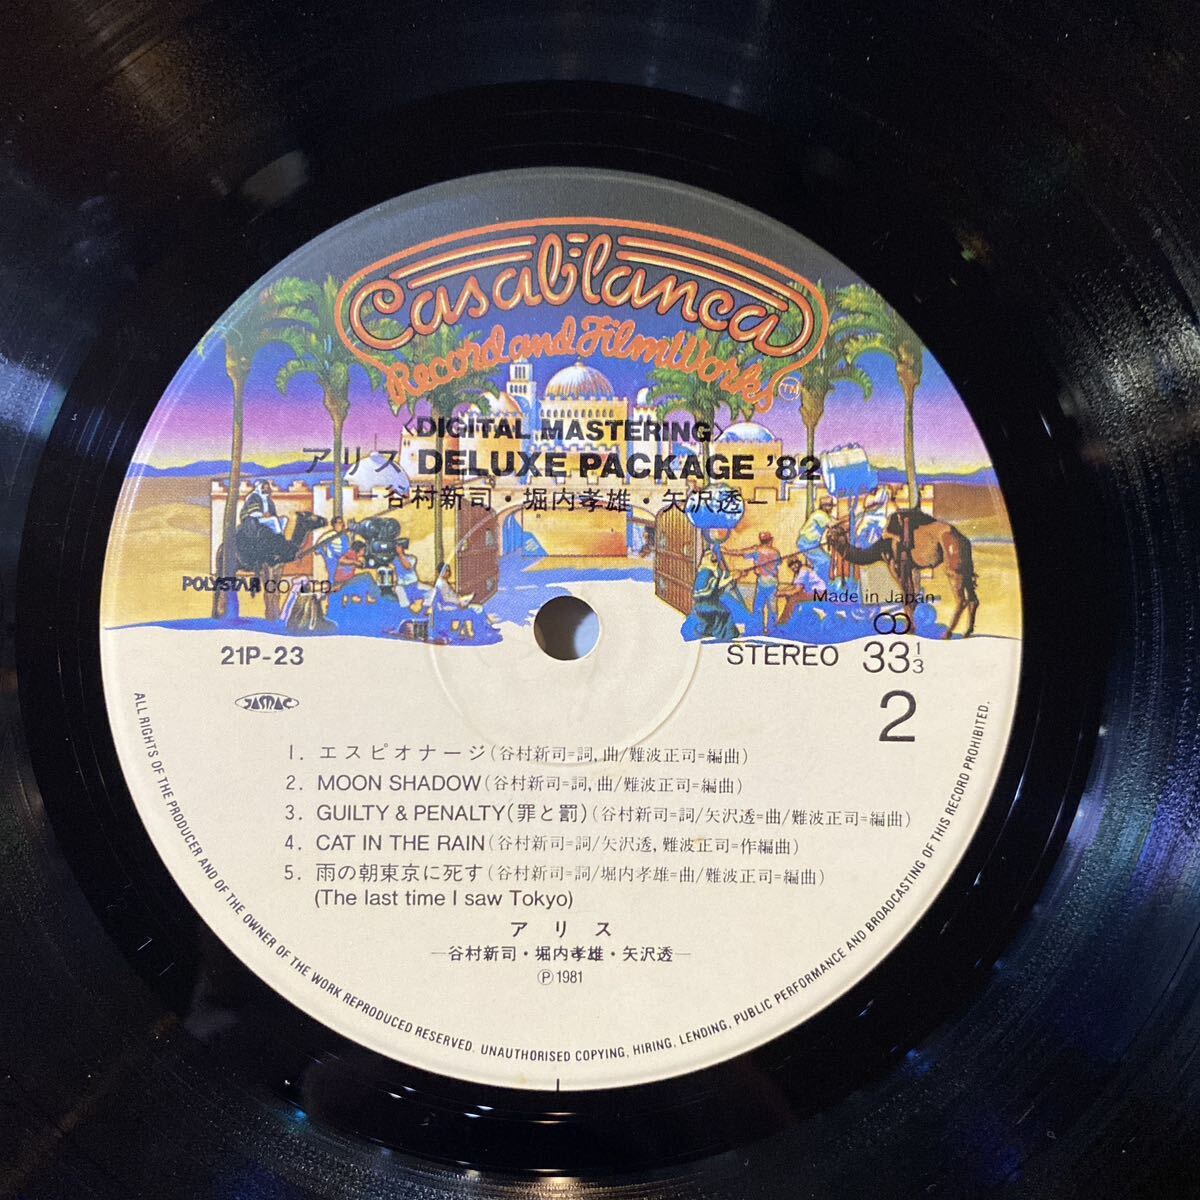 Casablanca
Record and FilmWorks
TM
〈DIGITAL MASTERING〉
アリス DELUXE PACKAGE '82
—谷村新司・堀内孝雄・矢沢透—
POLYSTAR CO LTD.
Made in Japan
21P-23
STEREO 33 1/3
2
JASRAC
1. エスピオナージ(谷村新司=詞, 曲/難波正司=編曲)
2. MOON SHADOW(谷村新司=詞, 曲/難波正司=編曲)
3. GUILTY & PENALTY(罪と罰)(谷村新司=詞/矢沢透=曲/難波正司=編曲)
4. CAT IN THE RAIN(谷村新司=詞/矢沢透, 難波正司=作編曲)
5. 雨の朝東京に死す(谷村新司=詞/堀内孝雄=曲/難波正司=編曲)
(The last time I saw Tokyo)
アリス
—谷村新司・堀内孝雄・矢沢透—
Ⓟ1981
ALL RIGHTS OF THE PRODUCER AND OF THE OWNER OF THE WORK REPRODUCED RESERVED. UNAUTHORISED COPYING, HIRING, LENDING, PUBLIC PERFORMANCE AND BROADCASTING OF THIS RECORD PROHIBITED.